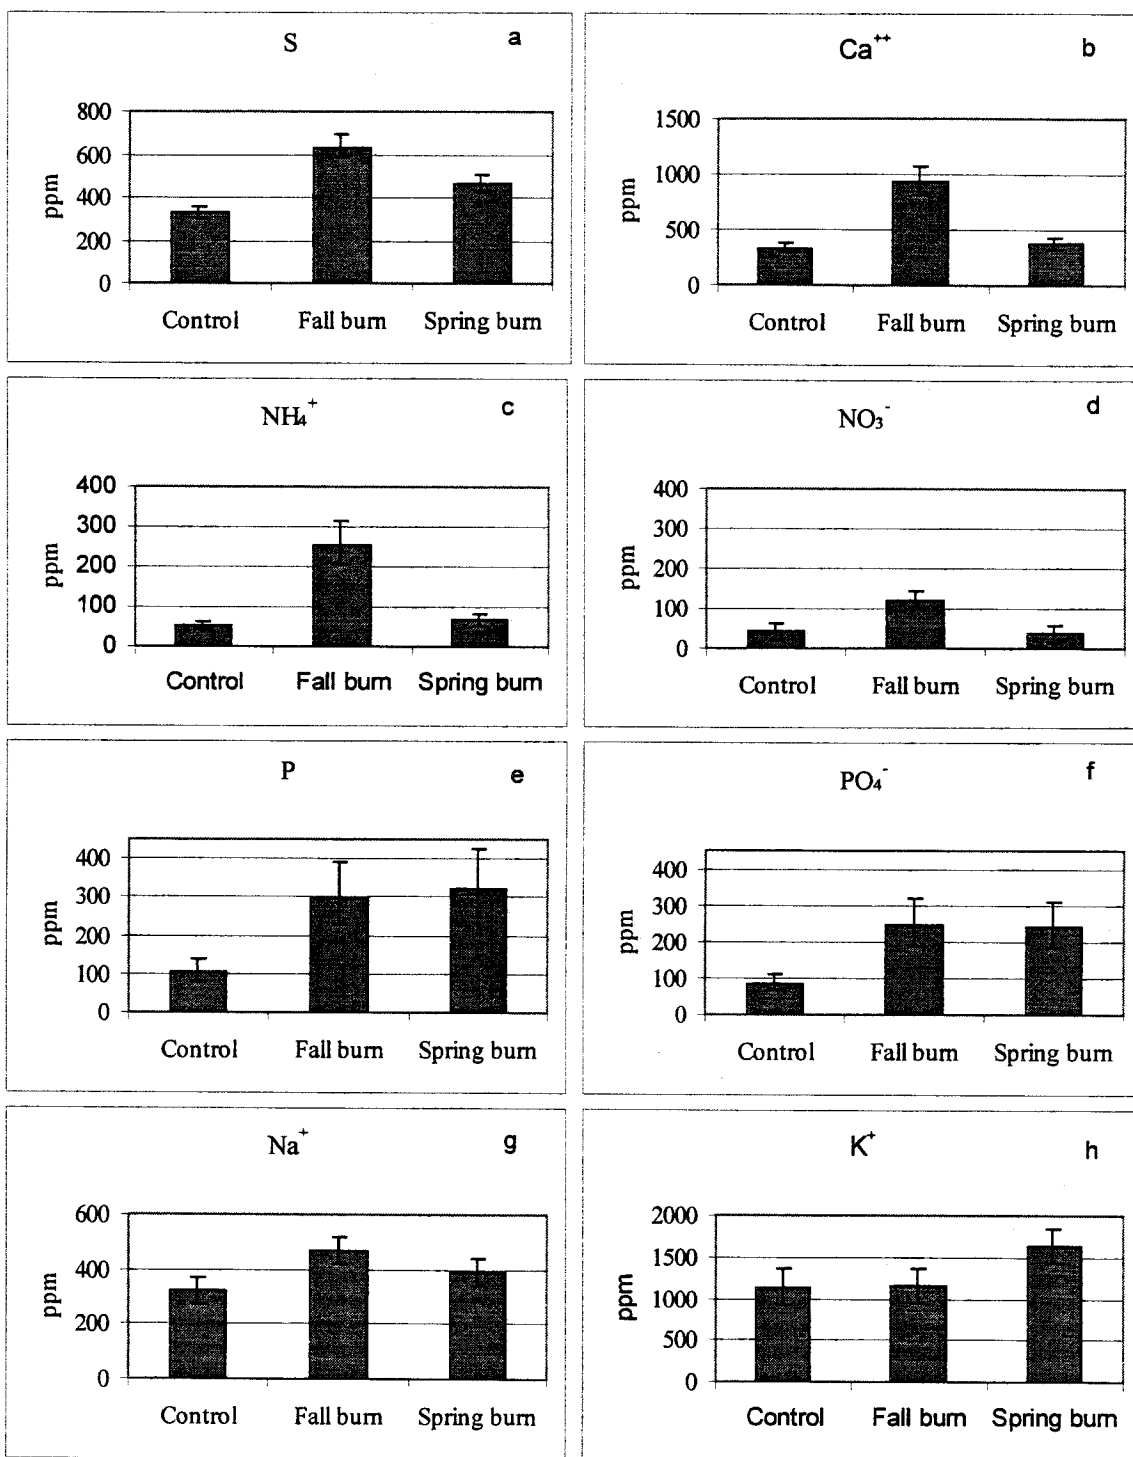 S a
800
600
400
200
0
ppm
Control Fall burn Spring burn
Ca⁺⁺ b
1500
1000
500
0
ppm
Control Fall burn Spring burn
NH₄⁺ c
400
300
200
100
0
ppm
Control Fall burn Spring burn
NO₃⁻ d
400
300
200
100
0
ppm
Control Fall burn Spring burn
P e
400
300
200
100
0
ppm
Control Fall burn Spring burn
PO₄⁻ f
400
300
200
100
0
ppm
Control Fall burn Spring burn
Na⁺ g
600
400
200
0
ppm
Control Fall burn Spring burn
K⁺ h
2000
1500
1000
500
0
ppm
Control Fall burn Spring burn